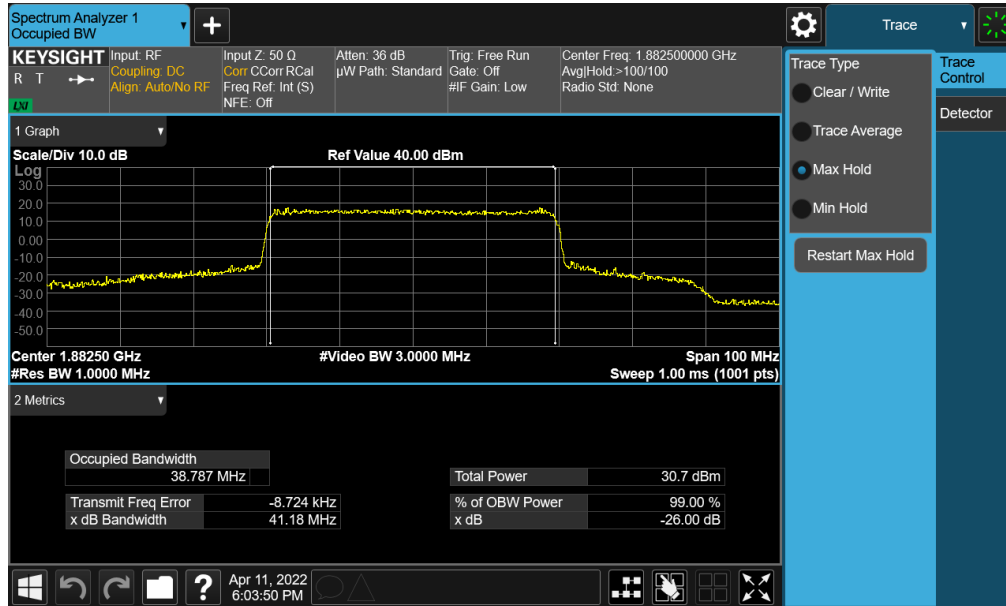 Spectrum Analyzer 1
Occupied BW
+
Trace
KEYSIGHT
R T
LXI
Input: RF
Coupling: DC
Align: Auto/No RF
Input Z: 50 Ω
Corr CCorr RCal
Freq Ref: Int (S)
NFE: Off
Atten: 36 dB
µW Path: Standard
Trig: Free Run
Gate: Off
#IF Gain: Low
Center Freq: 1.882500000 GHz
Avg|Hold:>100/100
Radio Std: None
1 Graph
Scale/Div 10.0 dB
Ref Value 40.00 dBm
Log
30.0
20.0
10.0
0.00
-10.0
-20.0
-30.0
-40.0
-50.0
Center 1.88250 GHz
#Video BW 3.0000 MHz
Span 100 MHz
#Res BW 1.0000 MHz
Sweep 1.00 ms (1001 pts)
2 Metrics
Occupied Bandwidth
38.787 MHz
Total Power 30.7 dBm
Transmit Freq Error -8.724 kHz
% of OBW Power 99.00 %
x dB Bandwidth 41.18 MHz
x dB -26.00 dB
?
Apr 11, 2022
6:03:50 PM
Trace Type
Clear / Write
Trace Average
Max Hold
Min Hold
Restart Max Hold
Trace
Control
Detector